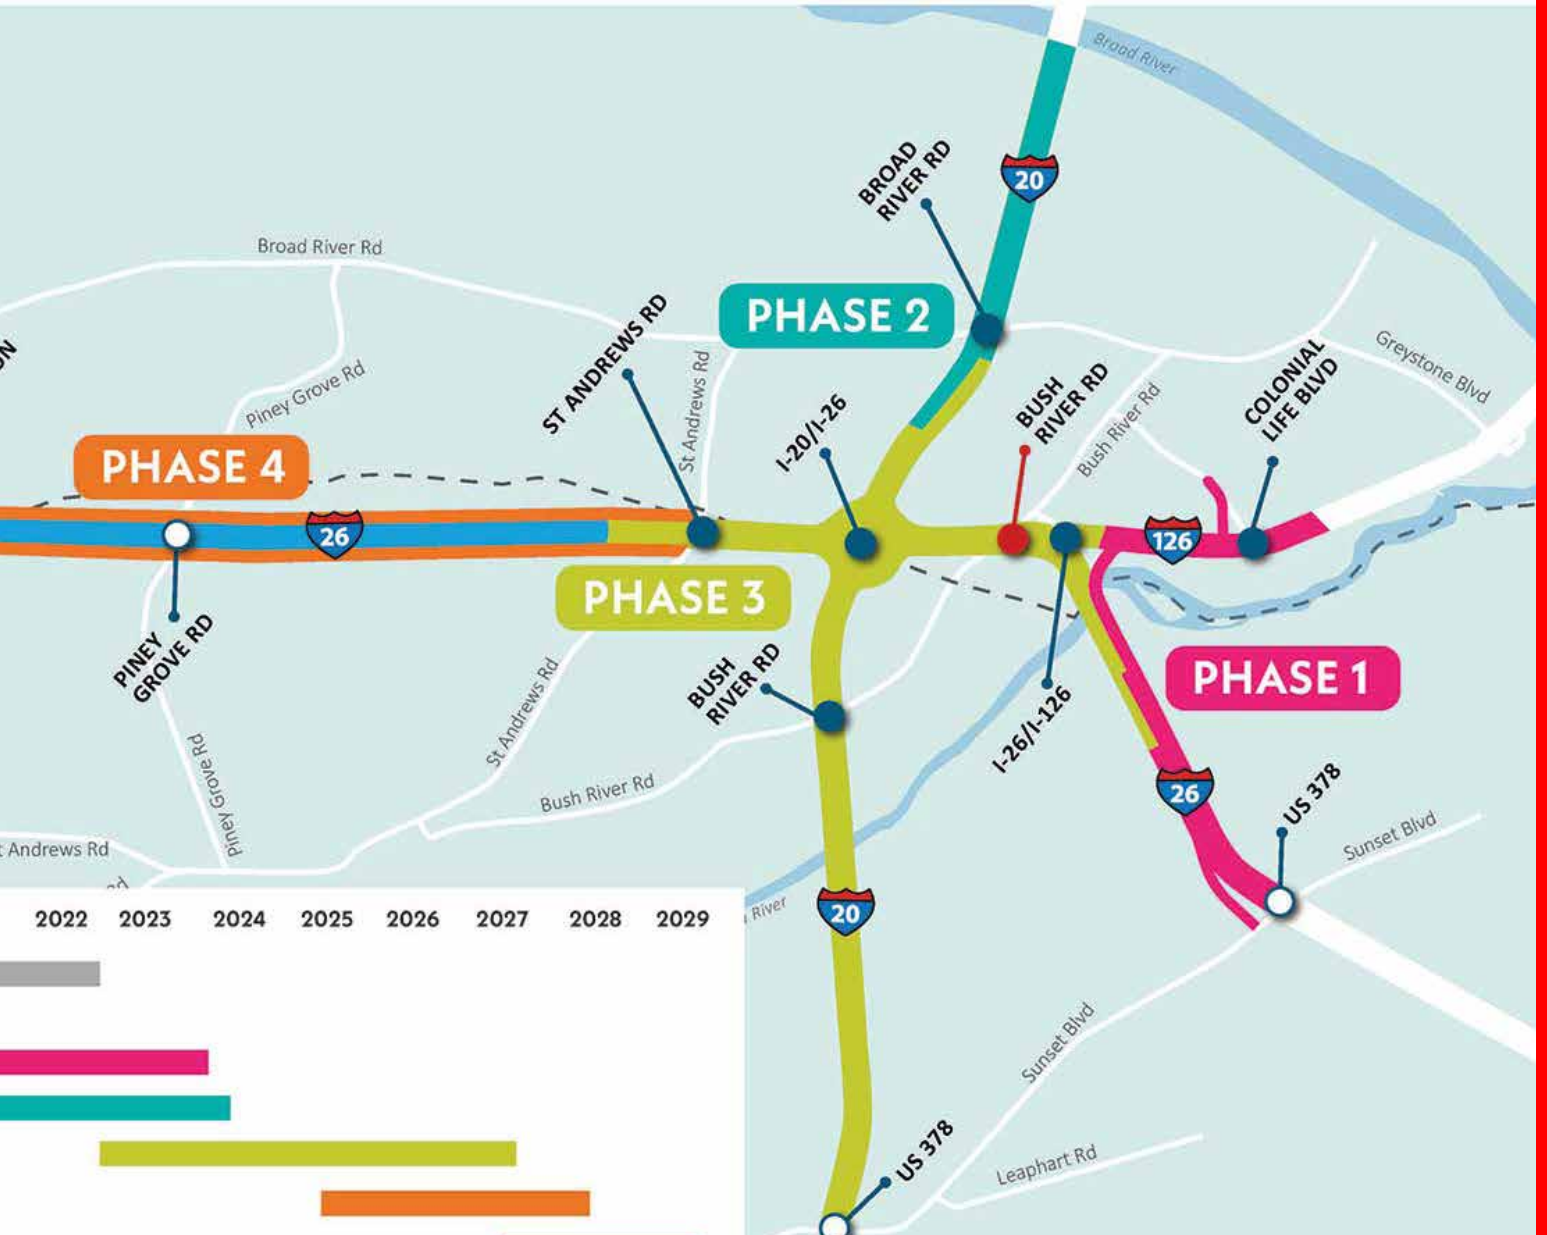 Broad River
BROAD
RIVER RD
20
Broad River Rd
ST ANDREWS RD
PHASE 2
Greystone Blvd
COLONIAL
LIFE BLVD
BUSH
RIVER RD
Bush River Rd
St Andrews Rd
Piney Grove Rd
I-20/I-26
PHASE 4
26
126
PHASE 3
PINEY
GROVE RD
BUSH
RIVER RD
PHASE 1
St Andrews Rd
I-26/I-126
Piney Grove Rd
Bush River Rd
26
US 378
Sunset Blvd
Andrews Rd
River
20
2022 2023 2024 2025 2026 2027 2028 2029
Sunset Blvd
US 378
Leaphart Rd